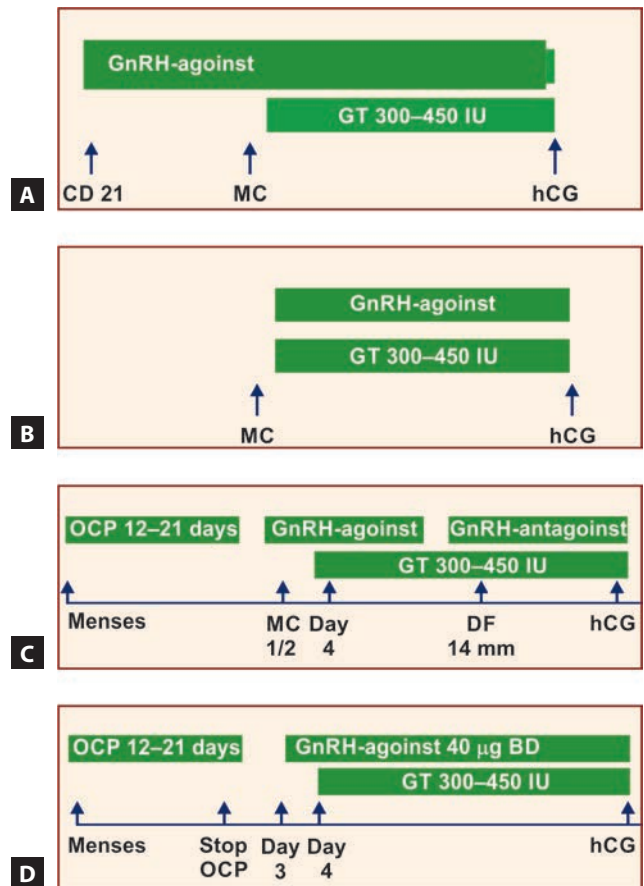 GnRH-agoinst
GT 300–450 IU
CD 21 MC hCG
A
GnRH-agoinst
GT 300–450 IU
MC hCG
B
OCP 12–21 days GnRH-agoinst GnRH-antagoinst
GT 300–450 IU
Menses MC Day DF hCG
1/2 4 14 mm
C
OCP 12–21 days GnRH-agoinst 40 µg BD
GT 300–450 IU
Menses Stop Day Day hCG
OCP 3 4
D